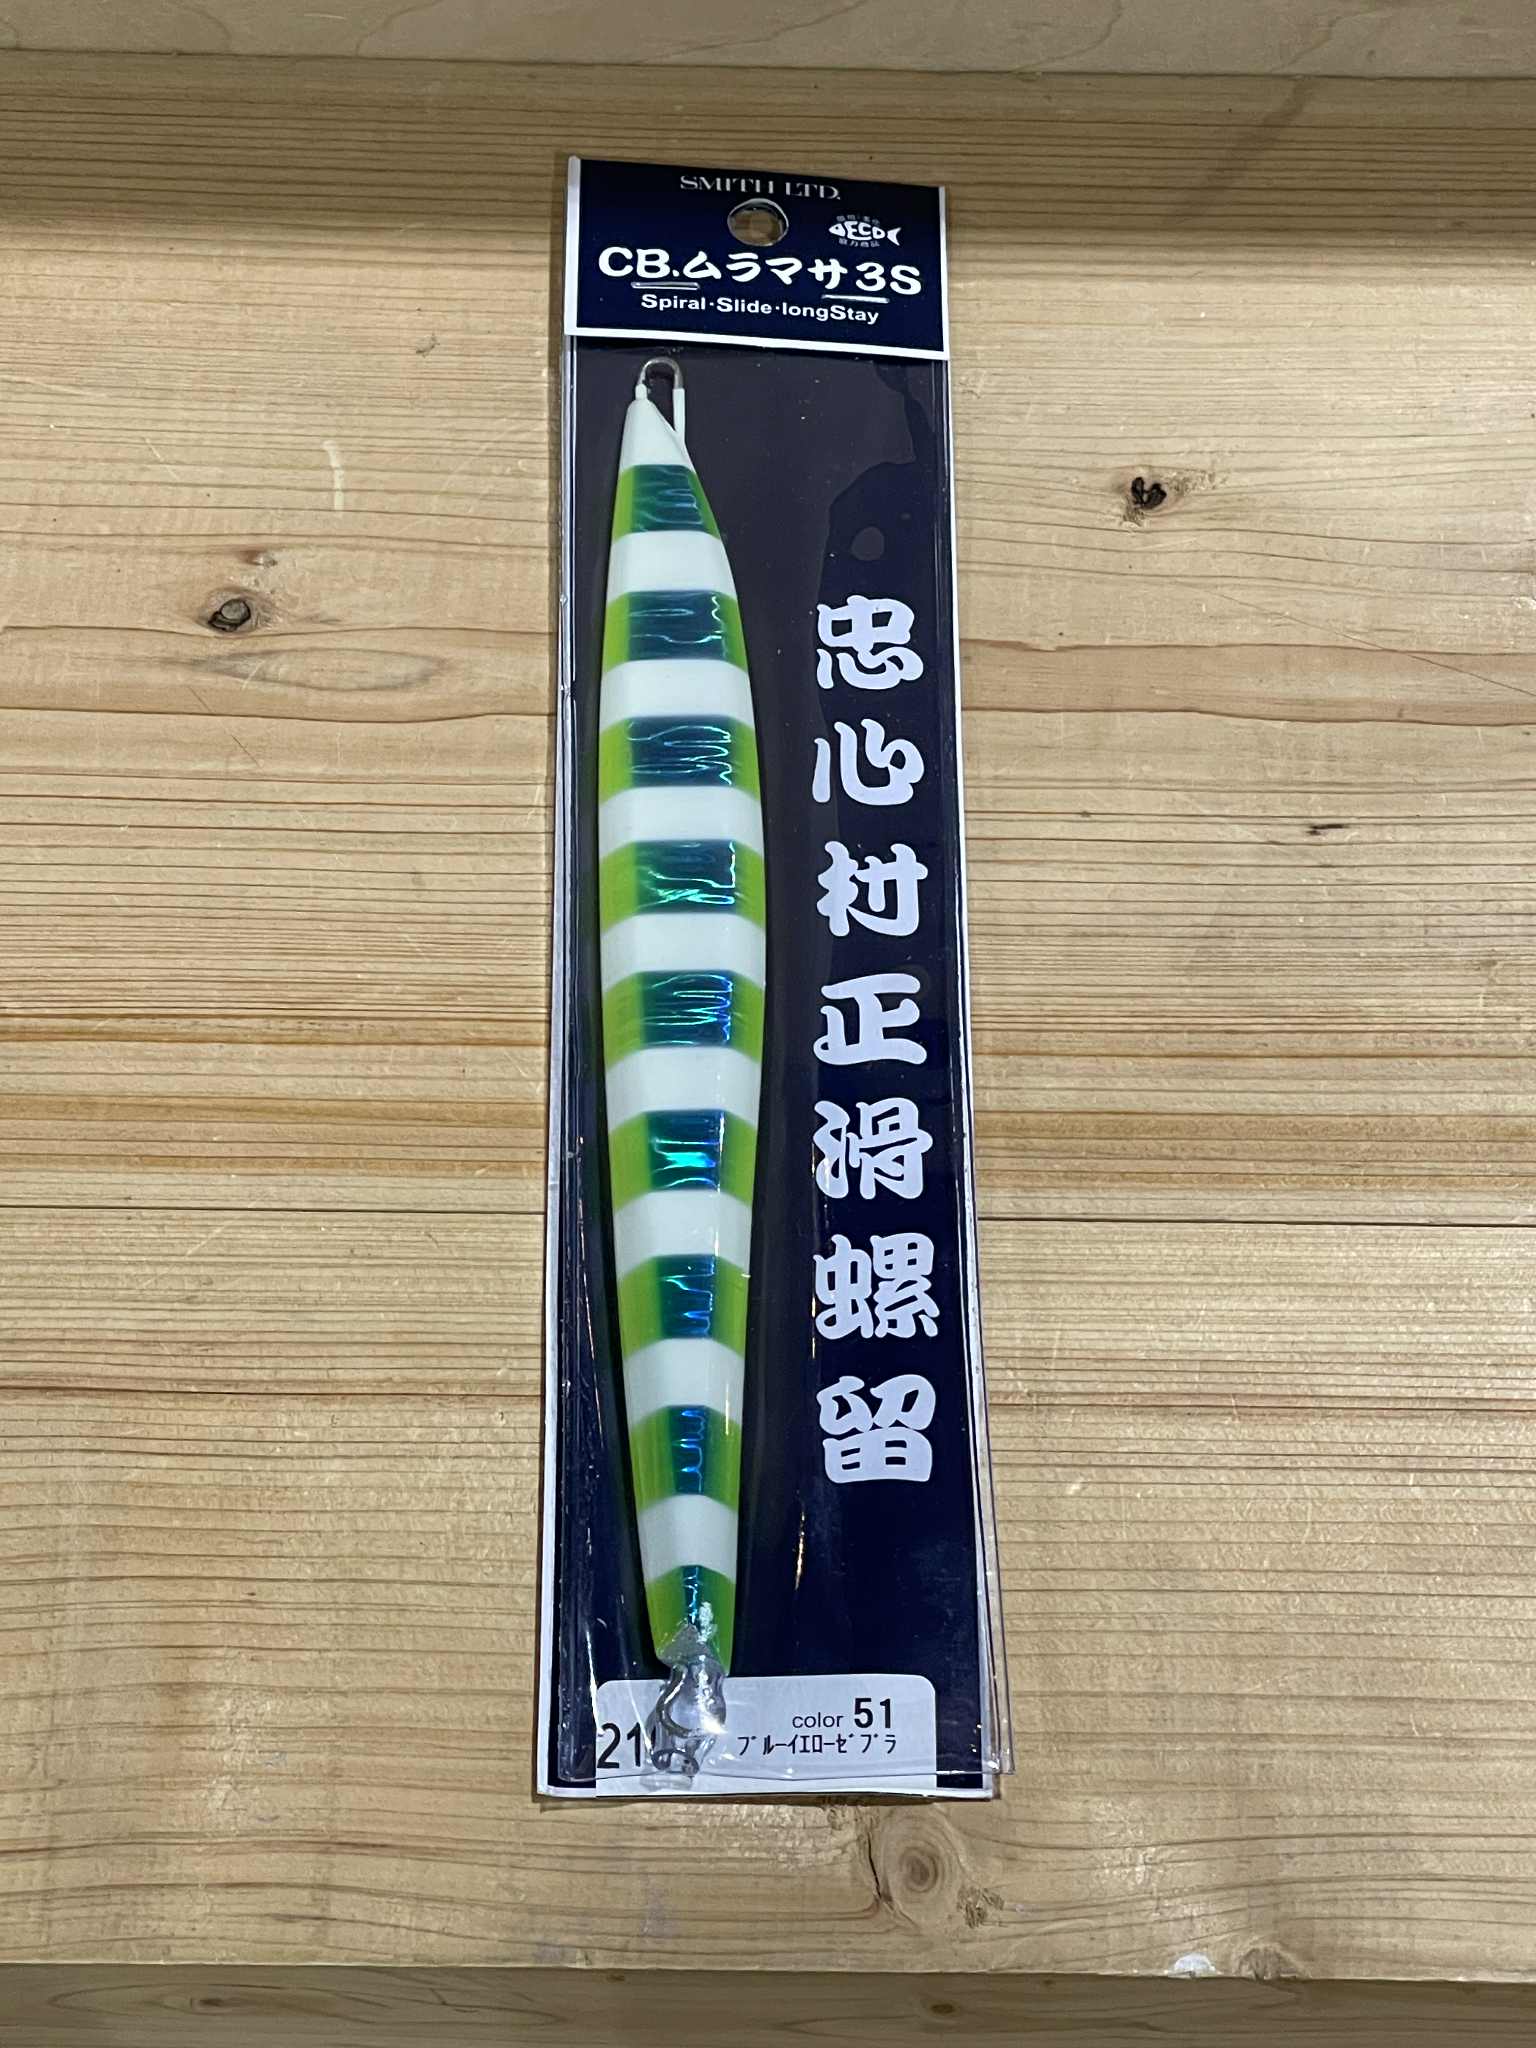 SMITH LTD.
DECO
CB.ムラマサ3S
Spiral・Slide・longStay
忠心村正滑螺留
color 51
ブルーイエローゼブラ